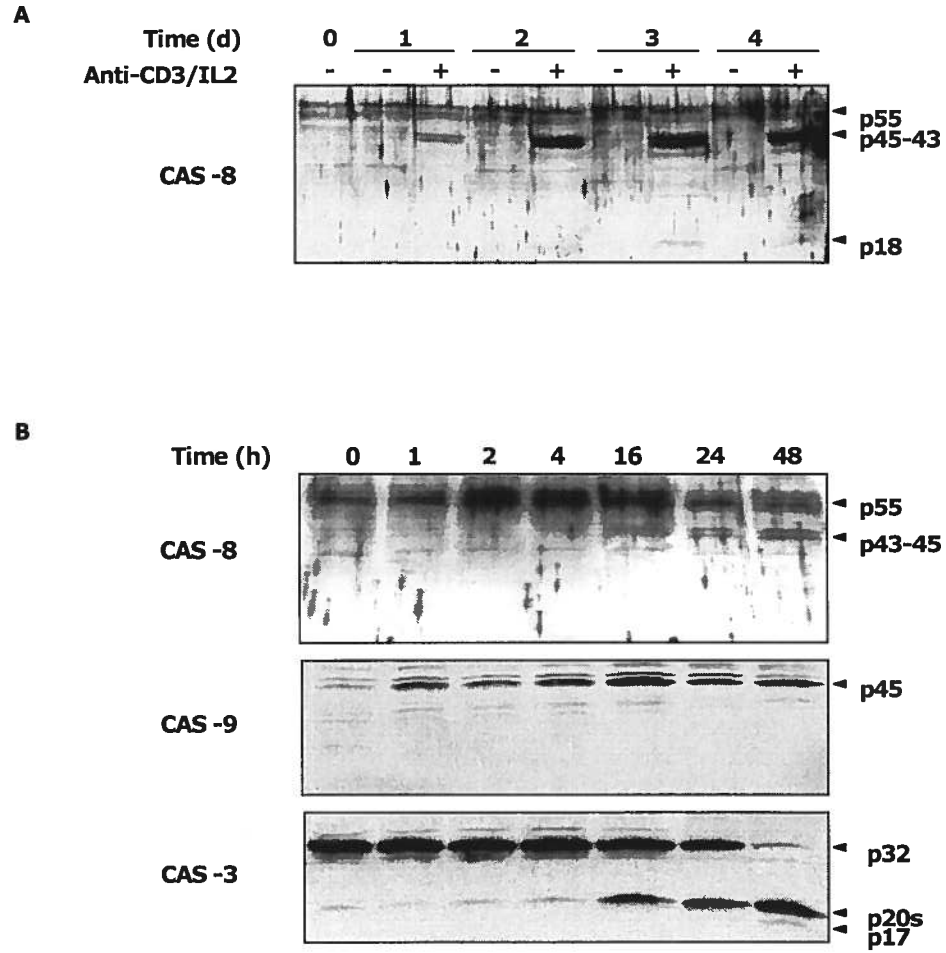 A
Time (d) 0 1 2 3 4
Anti-CD3/IL2 - - + - + - + - +
p55
p45-43
CAS -8
p18
B
Time (h) 0 1 2 4 16 24 48
p55
p43-45
CAS -8
p45
CAS -9
p32
CAS -3
p20s
p17